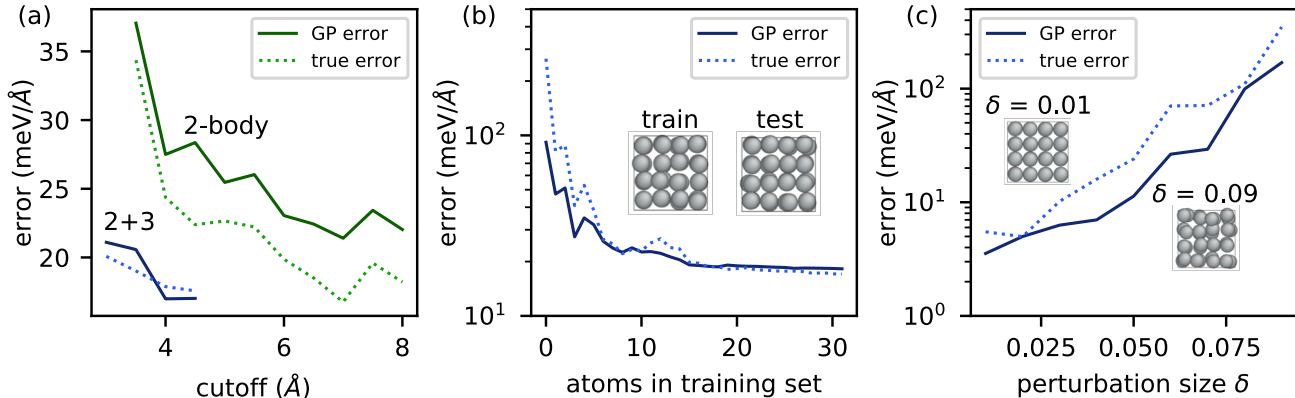 (a)
GP error
true error
2-body
2+3
35
30
25
20
error (meV/Å)
4
6
8
cutoff (Å)
(b)
GP error
true error
train
test
10²
10¹
error (meV/Å)
0
10
20
30
atoms in training set
(c)
GP error
true error
δ = 0.01
δ = 0.09
10²
10¹
10⁰
error (meV/Å)
0.025
0.050
0.075
perturbation size δ